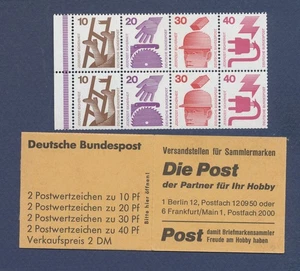 10 20 30 40
10 20 30 40
Deutsche Bundespost
2 Postwertzeichen zu 10 Pf
2 Postwertzeichen zu 20 Pf
2 Postwertzeichen zu 30 Pf
2 Postwertzeichen zu 40 Pf
Verkaufspreis 2 DM
Bitte hier öffnen!
Versandstellen für Sammlermarken
Die Post
der Partner für Ihr Hobby
1 Berlin 12, Postfach 120950 oder
6 Frankfurt/Main 1, Postfach 2000
Post damit Briefmarkensammler
Freude am Hobby haben